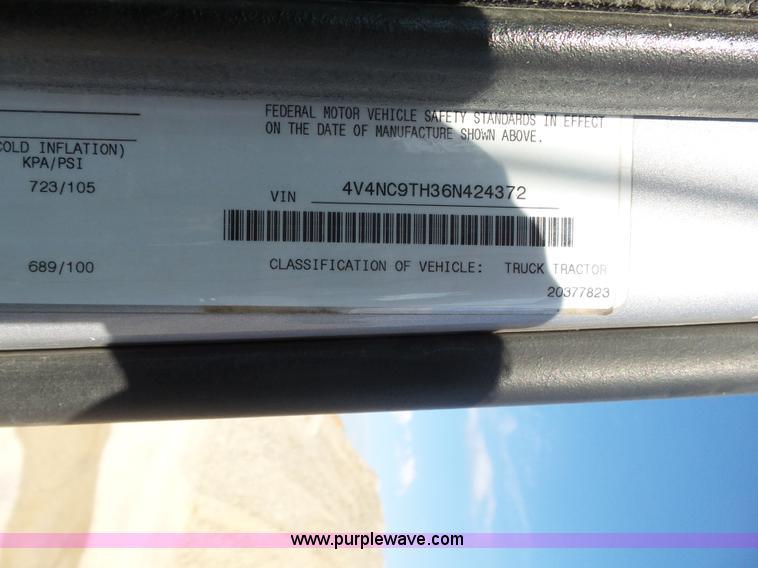 FEDERAL MOTOR VEHICLE SAFETY STANDARDS IN EFFECT
ON THE DATE OF MANUFACTURE SHOWN ABOVE.
COLD INFLATION)
KPA/PSI
723/105
VIN 4V4NC9TH36N424372
689/100
CLASSIFICATION OF VEHICLE: TRUCK TRACTOR
20377823
www.purplewave.com